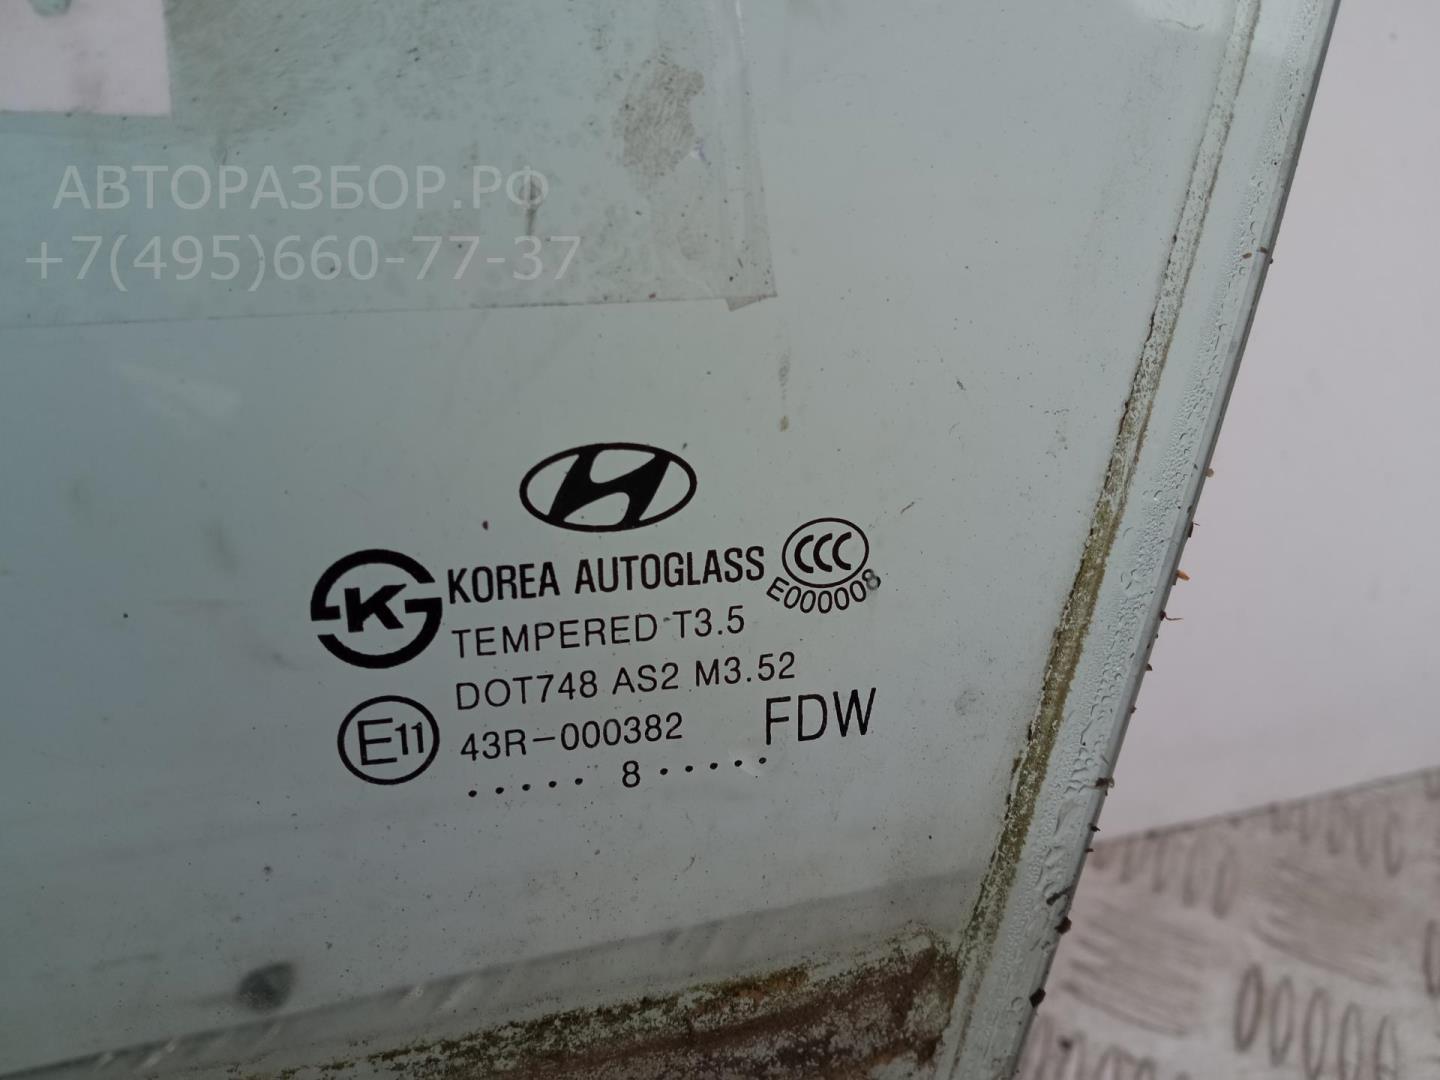 АВТОРАЗБОР.РФ
+7(495)660-77-37
K KOREA AUTOGLASS CCC
E000008
TEMPERED T3.5
DOT748 AS2 M3.52
E11 43R-000382 FDW
..... 8 .....